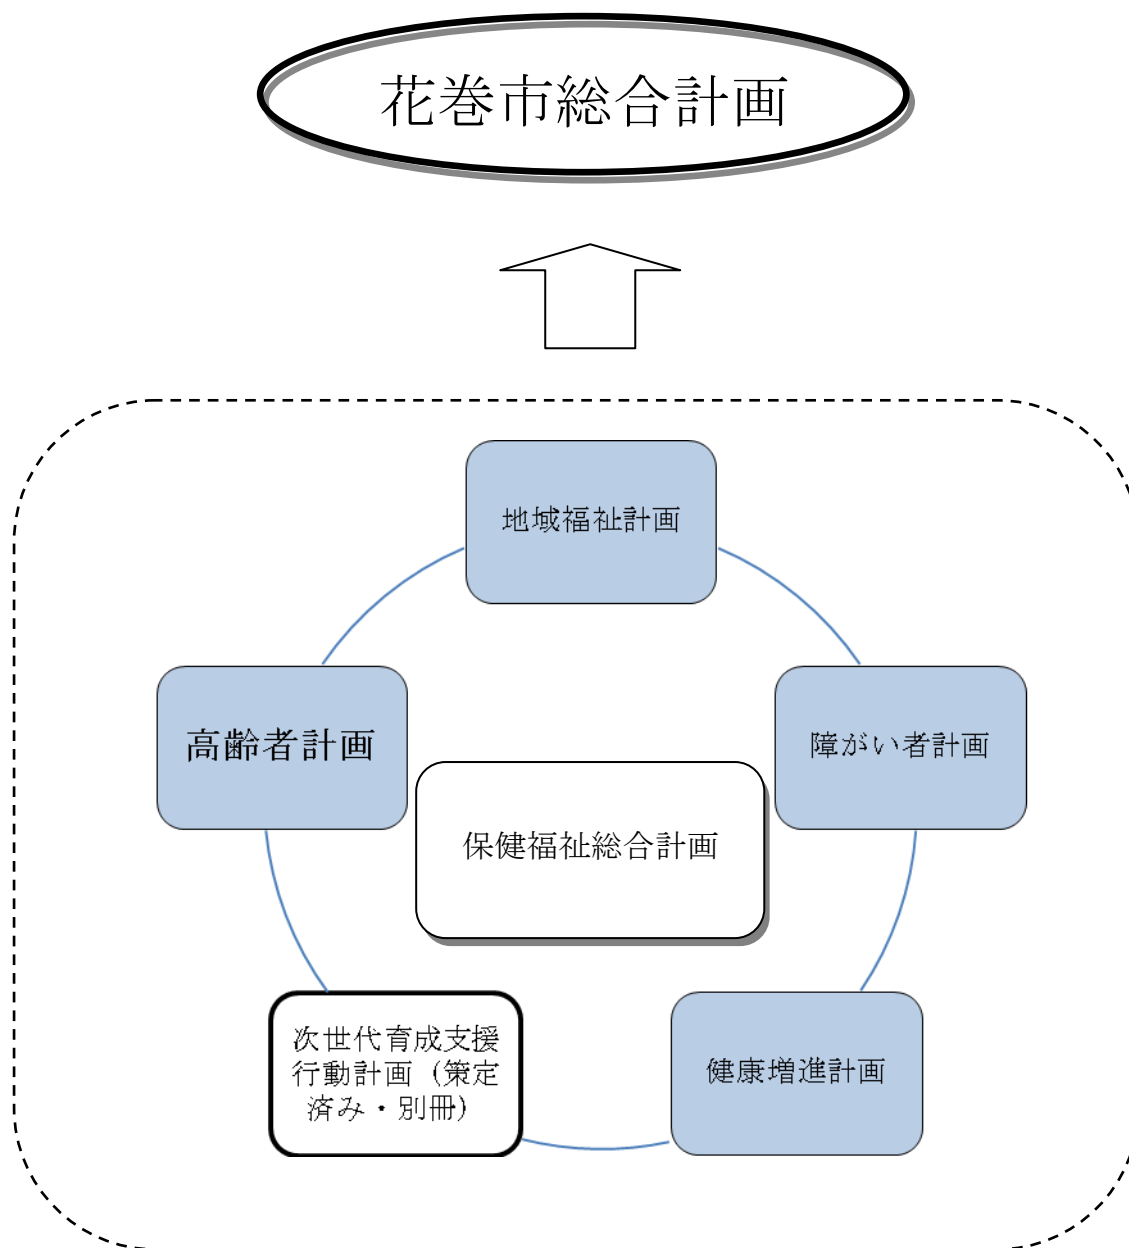 花巻市総合計画
地域福祉計画
高齢者計画
障がい者計画
保健福祉総合計画
次世代育成支援
行動計画（策定
済み・別冊）
健康増進計画